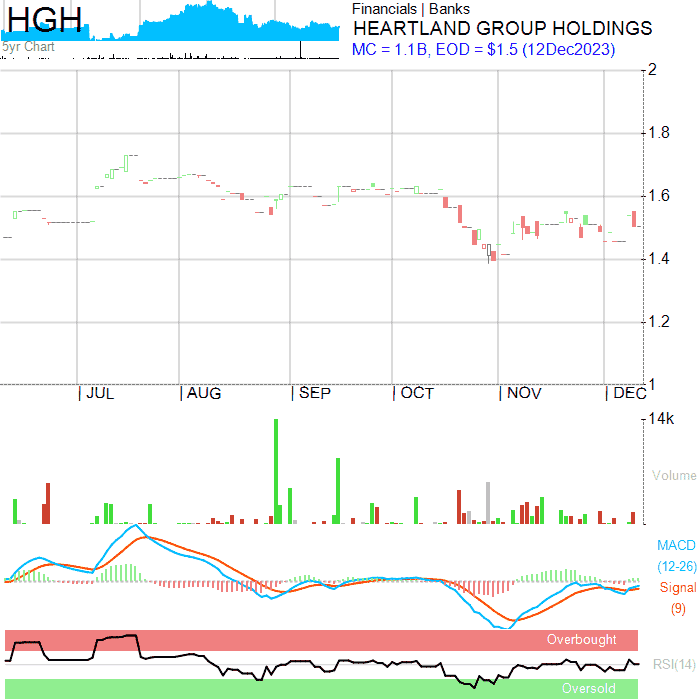 HGH
5yr Chart
Financials | Banks
HEARTLAND GROUP HOLDINGS
MC = 1.1B, EOD = $1.5 (12Dec2023)
2
1.8
1.6
1.4
1.2
1
| JUL | AUG | SEP | OCT | NOV | DEC
14k
Volume
MACD
(12-26)
Signal
(9)
Overbought
RSI(14)
Oversold